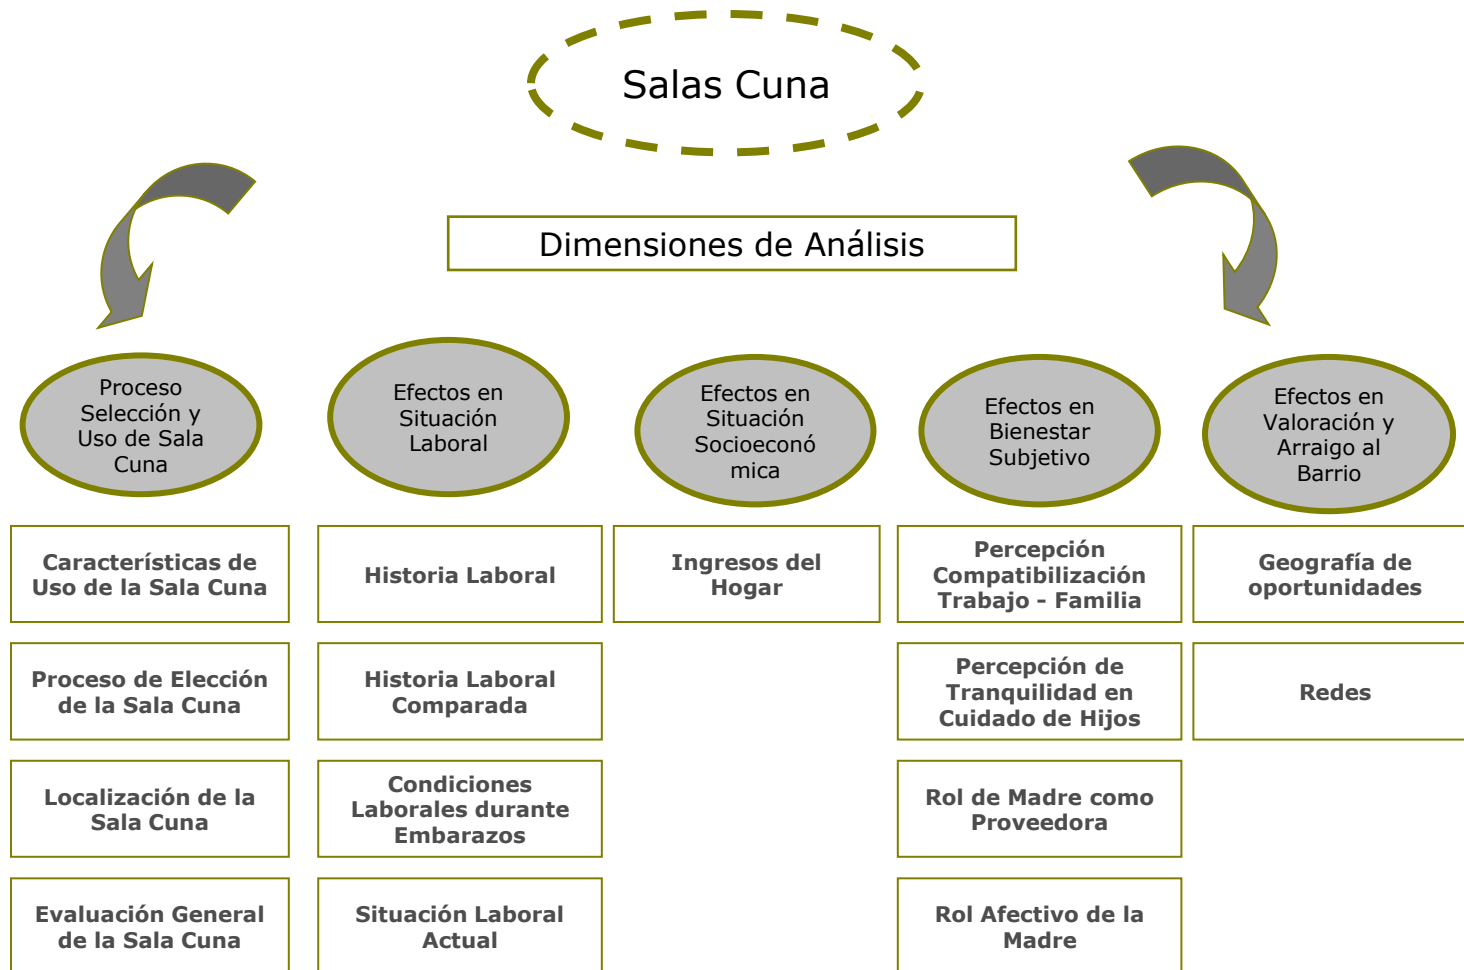 Salas Cuna
Dimensiones de Análisis
Proceso
Selección y
Uso de Sala
Cuna
Efectos en
Situación
Laboral
Efectos en
Situación
Socioeconó
mica
Efectos en
Bienestar
Subjetivo
Efectos en
Valoración y
Arraigo al
Barrio
Características de
Uso de la Sala Cuna
Historia Laboral
Ingresos del
Hogar
Percepción
Compatibilización
Trabajo - Familia
Geografía de
oportunidades
Proceso de Elección
de la Sala Cuna
Historia Laboral
Comparada
Percepción de
Tranquilidad en
Cuidado de Hijos
Redes
Localización de la
Sala Cuna
Condiciones
Laborales durante
Embarazos
Rol de Madre como
Proveedora
Evaluación General
de la Sala Cuna
Situación Laboral
Actual
Rol Afectivo de la
Madre